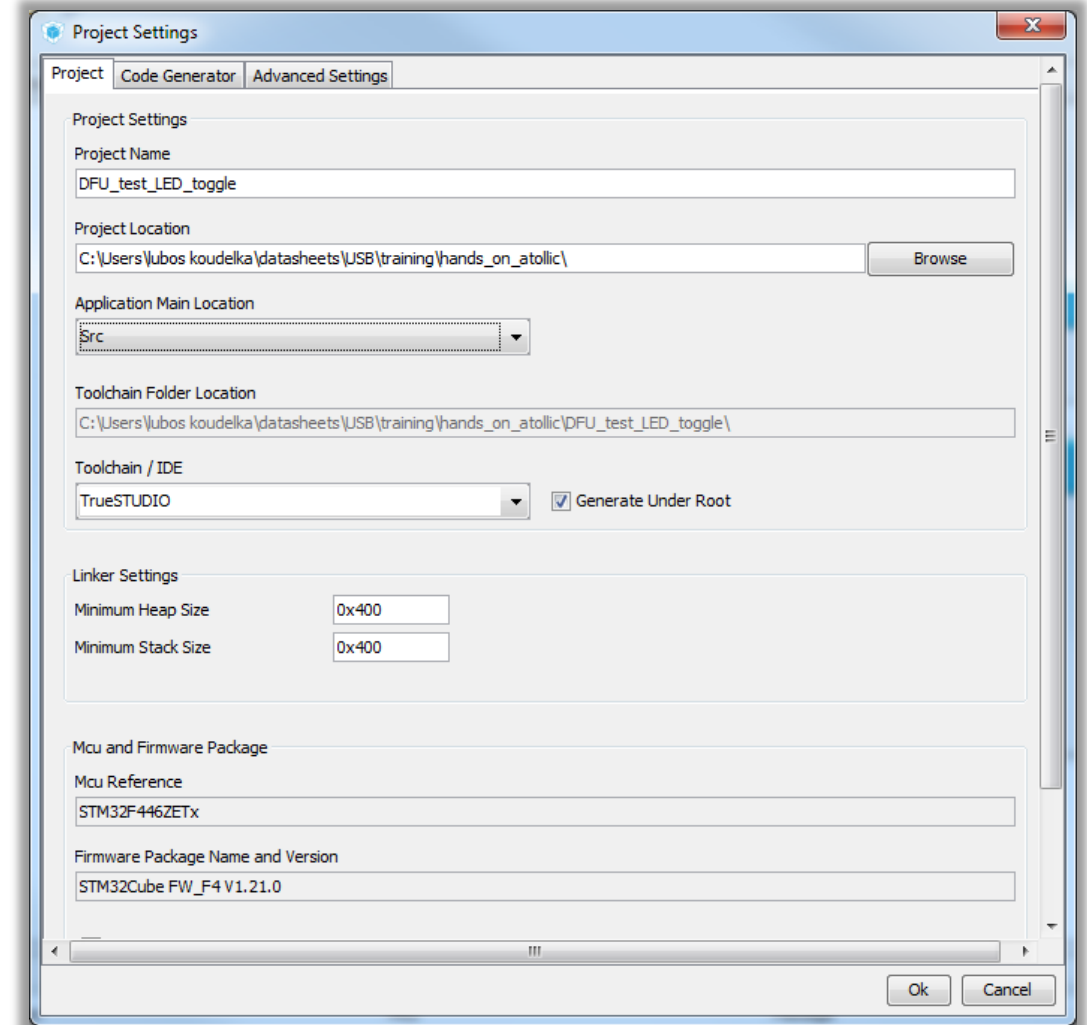 Project Settings
Project
Code Generator
Advanced Settings
Project Settings
Project Name
DFU_test_LED_toggle
Project Location
C:\Users\lubos koudelka\datasheets\USB\training\hands_on_atollic\
Browse
Application Main Location
Src
Toolchain Folder Location
C:\Users\lubos koudelka\datasheets\USB\training\hands_on_atollic\DFU_test_LED_toggle\
Toolchain / IDE
TrueSTUDIO
Generate Under Root
Linker Settings
Minimum Heap Size
0x400
Minimum Stack Size
0x400
Mcu and Firmware Package
Mcu Reference
STM32F446ZETx
Firmware Package Name and Version
STM32Cube FW_F4 V1.21.0
Ok
Cancel